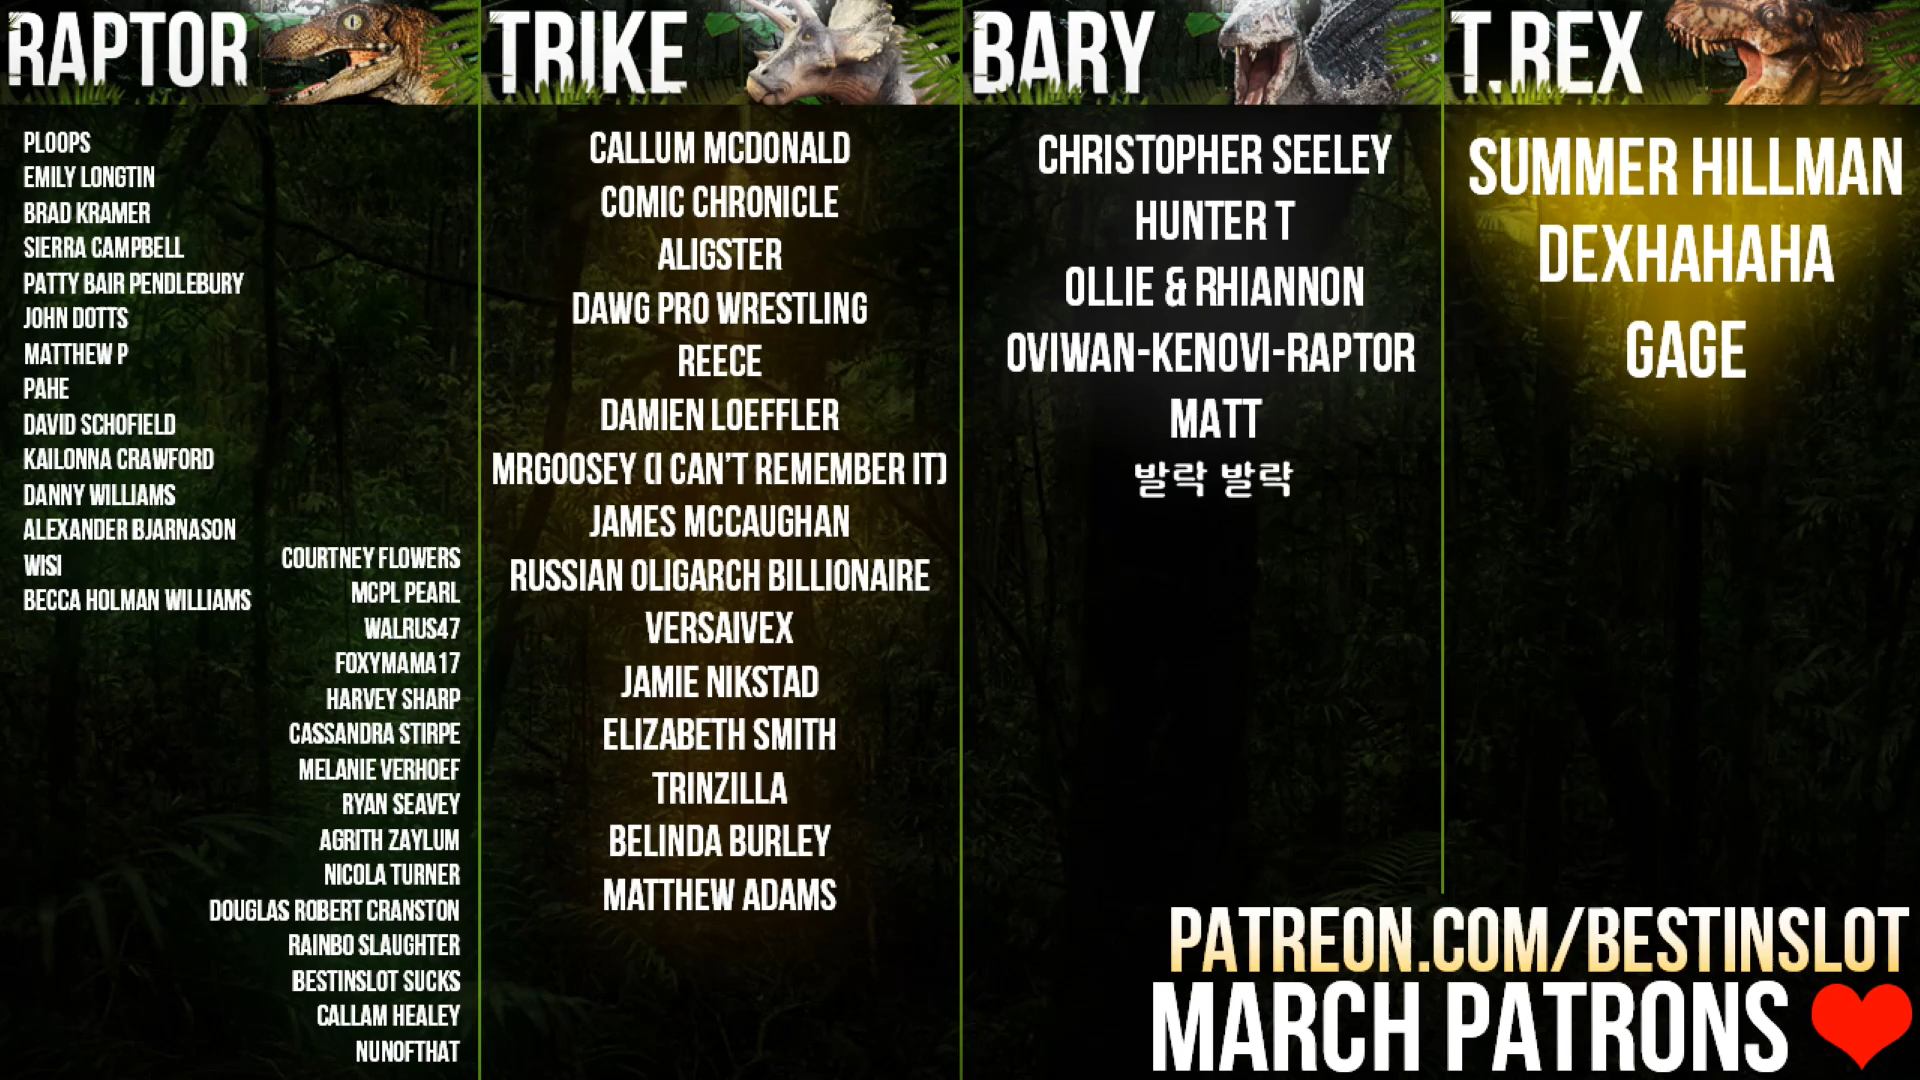 RAPTOR
PLOOPS
EMILY LONGTIN
BRAD KRAMER
SIERRA CAMPBELL
PATTY BAIR PENDLEBURY
JOHN DOTTS
MATTHEW P
PAHE
DAVID SCHOFIELD
KAILONNA CRAWFORD
DANNY WILLIAMS
ALEXANDER BJARNASON
WISI
BECCA HOLMAN WILLIAMS
COURTNEY FLOWERS
MCPL PEARL
WALRUS47
FOXYMAMA17
HARVEY SHARP
CASSANDRA STIRPE
MELANIE VERHOEF
RYAN SEAVEY
AGRITH ZAYLUM
NICOLA TURNER
DOUGLAS ROBERT CRANSTON
RAINBO SLAUGHTER
BESTINSLOT SUCKS
CALLAM HEALEY
NUNOFTHAT
TRIKE
CALLUM MCDONALD
COMIC CHRONICLE
ALIGSTER
DAWG PRO WRESTLING
REECE
DAMIEN LOEFFLER
MRGOOSEY (I CAN'T REMEMBER IT)
JAMES MCCAUGHAN
RUSSIAN OLIGARCH BILLIONAIRE
VERSAIVEX
JAMIE NIKSTAD
ELIZABETH SMITH
TRINZILLA
BELINDA BURLEY
MATTHEW ADAMS
BARY
CHRISTOPHER SEELEY
HUNTER T
OLLIE & RHIANNON
OVIWAN-KENOVI-RAPTOR
MATT
발락 발락
T.REX
SUMMER HILLMAN
DEXHAHAHA
GAGE
PATREON.COM/BESTINSLOT
MARCH PATRONS